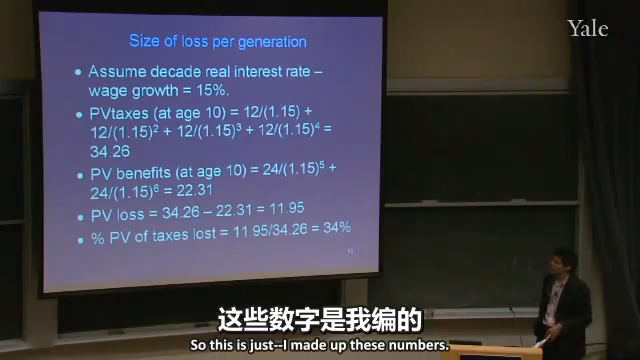 Yale
Size of loss per generation
• Assume decade real interest rate –
wage growth = 15%.
• PVtaxes (at age 10) = 12/(1.15) +
12/(1.15)² + 12/(1.15)³ + 12/(1.15)⁴ =
34.26
• PV benefits (at age 10) = 24/(1.15)⁵ +
24/(1.15)⁶ = 22.31
• PV loss = 34.26 – 22.31 = 11.95
• % PV of taxes lost = 11.95/34.26 = 34%
这些数字是我编的
So this is just--I made up these numbers.